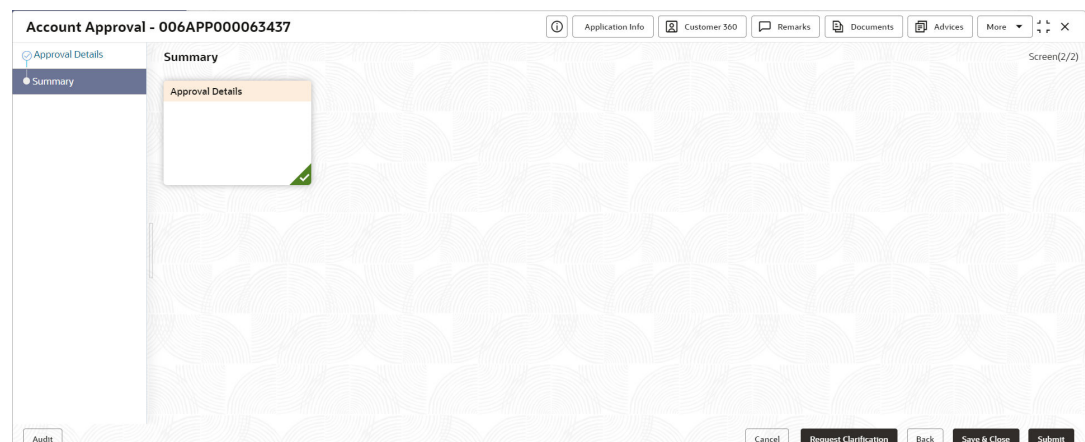 Account Approval - 006APP000063437
Application Info
Customer 360
Remarks
Documents
Advices
More
Approval Details
Summary
Summary
Screen(2/2)
Approval Details
Audit
Cancel
Request Clarification
Back
Save & Close
Submit